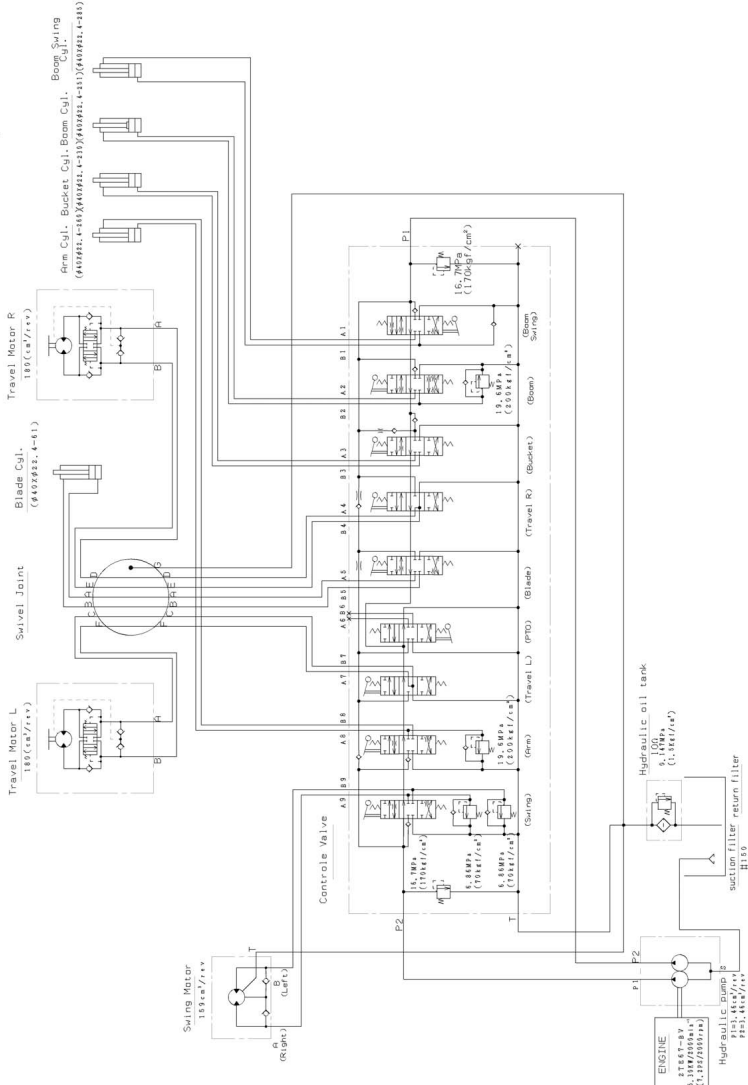 Boom Swing
Cyl.
Arm Cyl. Bucket Cyl. Boom Cyl.
Travel Motor R
180(cm³/rev)
A
B
Blade Cyl.
(φ40Xφ22.4-61)
Swivel Joint
F C B A E D
F C B A E D
G
Travel Motor L
180(cm³/rev)
A
B
Controle Valve
P1
16.7MPa
(170kgf/cm²)
A1
B1
A2
B2
A3
B3
A4
B4
A5
B5
A6 B6
A7 B7
A8 B8
A9 B9
(Boom
Swing)
19.6MPa
(200kgf/cm²)
(Boom)
(Bucket)
(Travel R)
(Blade)
(PTO)
(Travel L)
19.6MPa
(200kgf/cm²)
(Arm)
(Swing)
16.7MPa
(170kgf/cm²)
6.86MPa
(70kgf/cm²)
6.86MPa
(70kgf/cm²)
P2
T
Swing Motor
159cm³/rev
T
B
(Left)
A
(Right)
Hydraulic oil tank
suction filter return filter
#150
P1 P2
S
Hydraulic pump
ENGINE